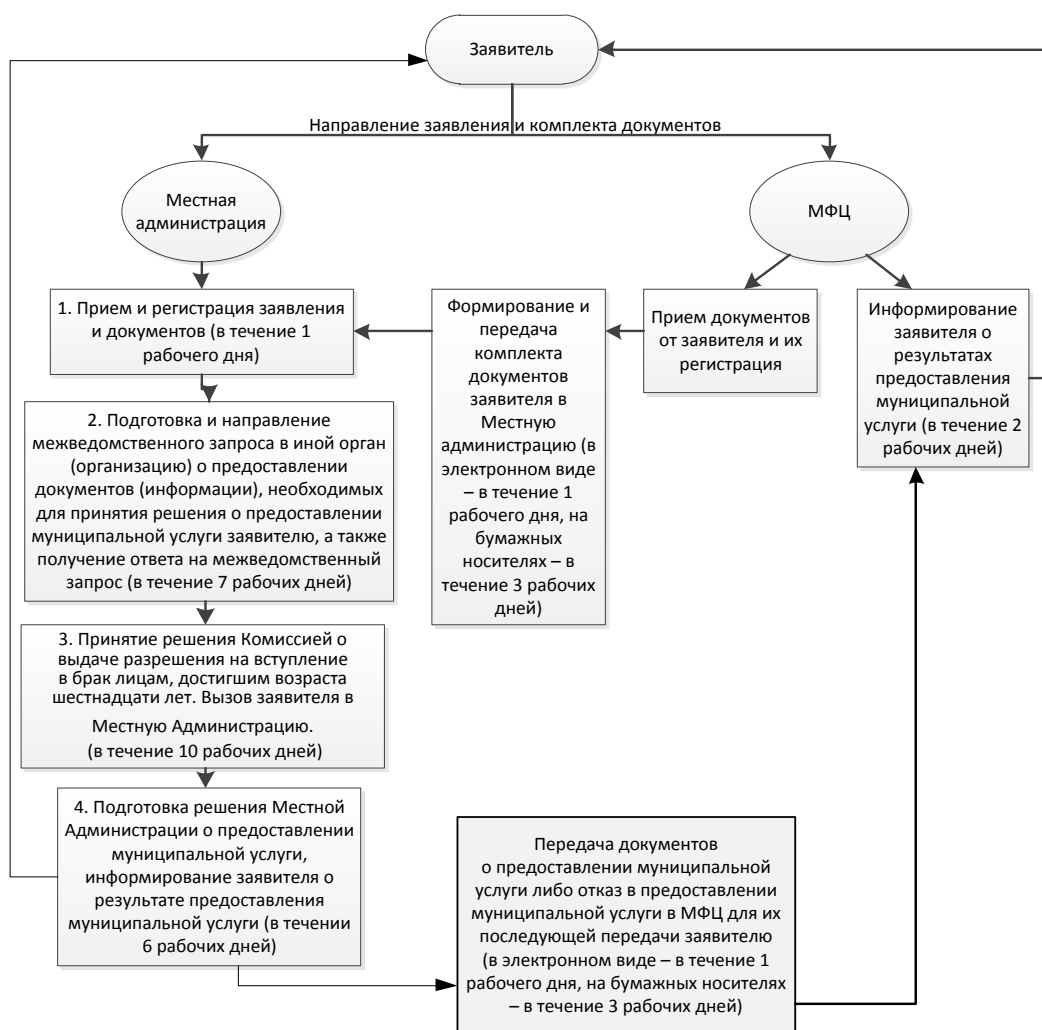 Заявитель
Направление заявления и комплекта документов
Местная
администрация
МФЦ
1. Прием и регистрация заявления
и документов (в течение 1
рабочего дня)
Формирование и
передача
комплекта
документов
заявителя в
Местную
администрацию (в
электронном виде
– в течение 1
рабочего дня, на
бумажных
носителях – в
течение 3 рабочих
дней)
Прием документов
от заявителя и их
регистрация
Информирование
заявителя о
результатах
предоставления
муниципальной
услуги (в течение 2
рабочих дней)
2. Подготовка и направление
межведомственного запроса в иной орган
(организацию) о предоставлении
документов (информации), необходимых
для принятия решения о предоставлении
муниципальной услуги заявителю, а также
получение ответа на межведомственный
запрос (в течение 7 рабочих дней)
3. Принятие решения Комиссией о
выдаче разрешения на вступление
в брак лицам, достигшим возраста
шестнадцати лет. Вызов заявителя в
Местную Администрацию.
(в течение 10 рабочих дней)
4. Подготовка решения Местной
Администрации о предоставлении
муниципальной услуги,
информирование заявителя о
результате предоставления
муниципальной услуги (в течении
6 рабочих дней)
Передача документов
о предоставлении муниципальной
услуги либо отказ в предоставлении
муниципальной услуги в МФЦ для их
последующей передачи заявителю
(в электронном виде – в течение 1
рабочего дня, на бумажных носителях
– в течение 3 рабочих дней)